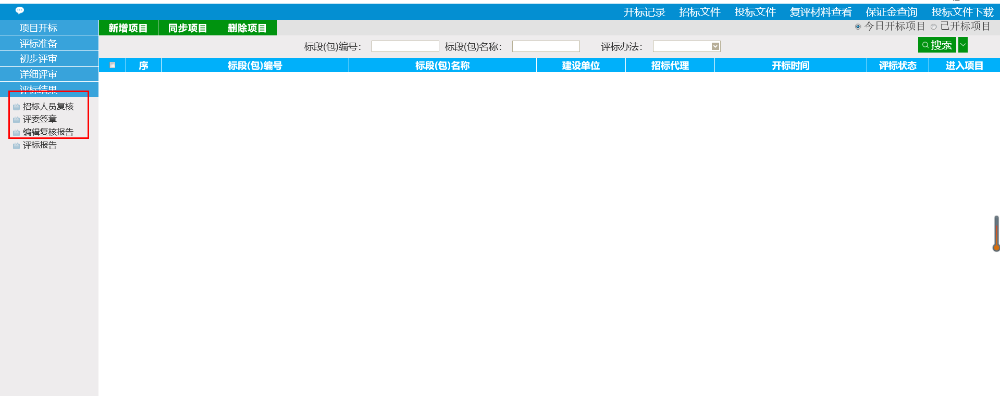 开标记录 招标文件 投标文件 复评材料查看 保证金查询 投标文件下载
项目开标
评标准备
初步评审
详细评审
评标结果
招标人员复核
评委签章
编辑复核报告
评标报告
新增项目 同步项目 删除项目
今日开标项目 已开标项目
标段(包)编号： 标段(包)名称： 评标办法： 搜索
序 标段(包)编号 标段(包)名称 建设单位 招标代理 开标时间 评标状态 进入项目